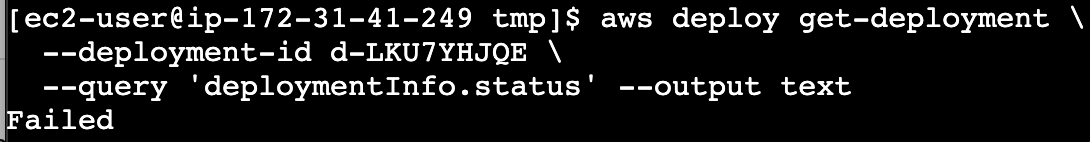 [ec2-user@ip-172-31-41-249 tmp]$ aws deploy get-deployment \
  --deployment-id d-LKU7YHJQE \
  --query 'deploymentInfo.status' --output text
Failed